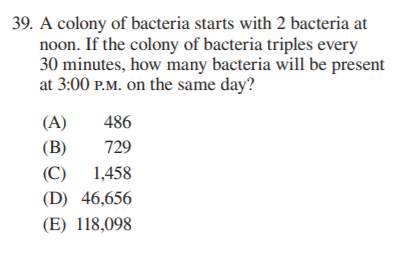 39. A colony of bacteria starts with 2 bacteria at
noon. If the colony of bacteria triples every
30 minutes, how many bacteria will be present
at 3:00 P.M. on the same day?
(A) 486
(B) 729
(C) 1,458
(D) 46,656
(E) 118,098